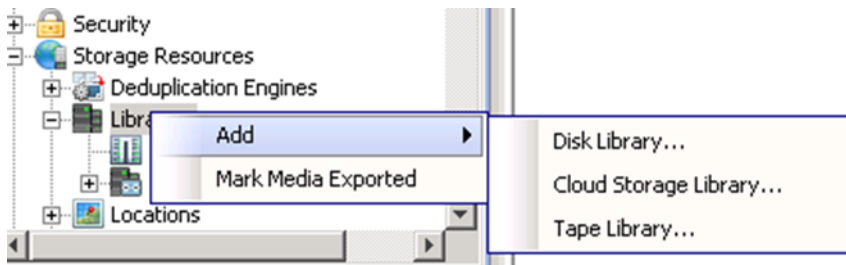 Security
Storage Resources
Deduplication Engines
Libra
Add
Disk Library...
Mark Media Exported
Cloud Storage Library...
Locations
Tape Library...